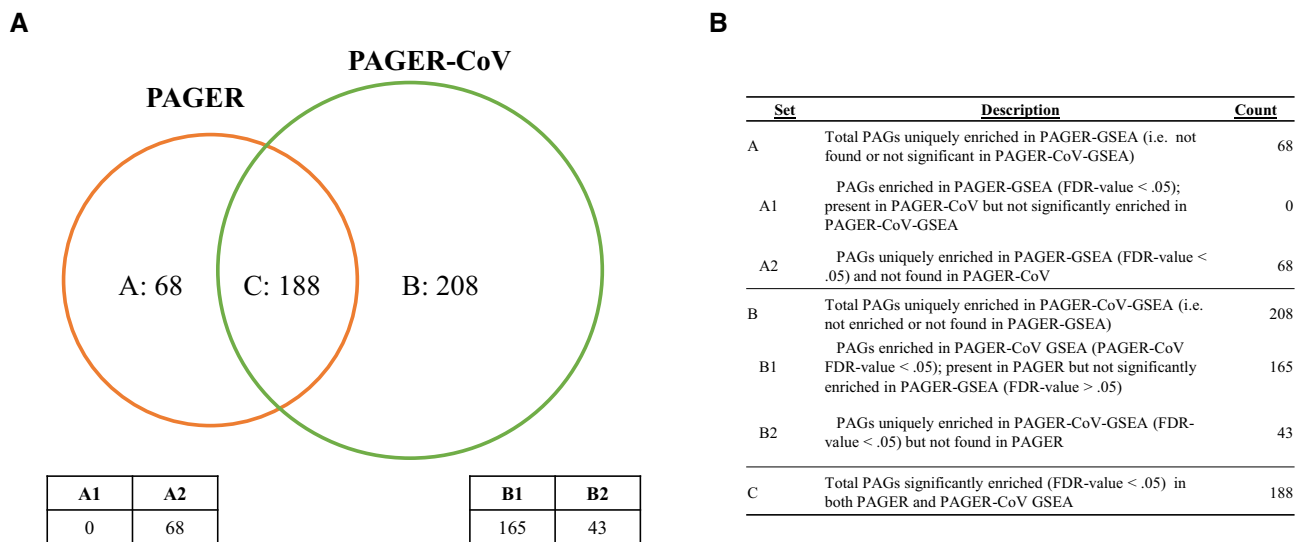 A
PAGER
PAGER-CoV
A: 68
C: 188
B: 208
A1 A2
0 68
B1 B2
165 43
B
Set Description Count
A Total PAGs uniquely enriched in PAGER-GSEA (i.e. not 68
found or not significant in PAGER-CoV-GSEA)
PAGs enriched in PAGER-GSEA (FDR-value < .05);
A1 present in PAGER-CoV but not significantly enriched in 0
PAGER-CoV-GSEA
A2 PAGs uniquely enriched in PAGER-GSEA (FDR-value < 68
.05) and not found in PAGER-CoV
B Total PAGs uniquely enriched in PAGER-CoV-GSEA (i.e. 208
not enriched or not found in PAGER-GSEA)
PAGs enriched in PAGER-CoV GSEA (PAGER-CoV
B1 FDR-value < .05); present in PAGER but not significantly 165
enriched in PAGER-GSEA (FDR-value > .05)
B2 PAGs uniquely enriched in PAGER-CoV-GSEA (FDR- 43
value < .05) but not found in PAGER
C Total PAGs significantly enriched (FDR-value < .05) in 188
both PAGER and PAGER-CoV GSEA